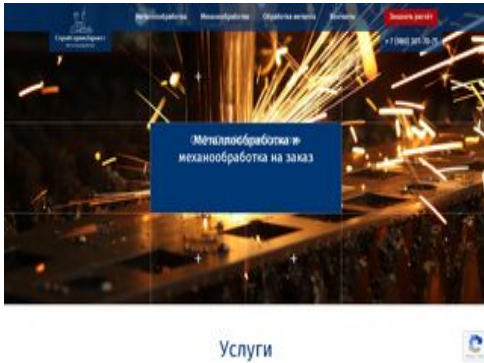 Металлообработка Механообработка Обработка металла Контакты Заказать расчёт
Металлообработка и
механообработка на заказ
Услуги